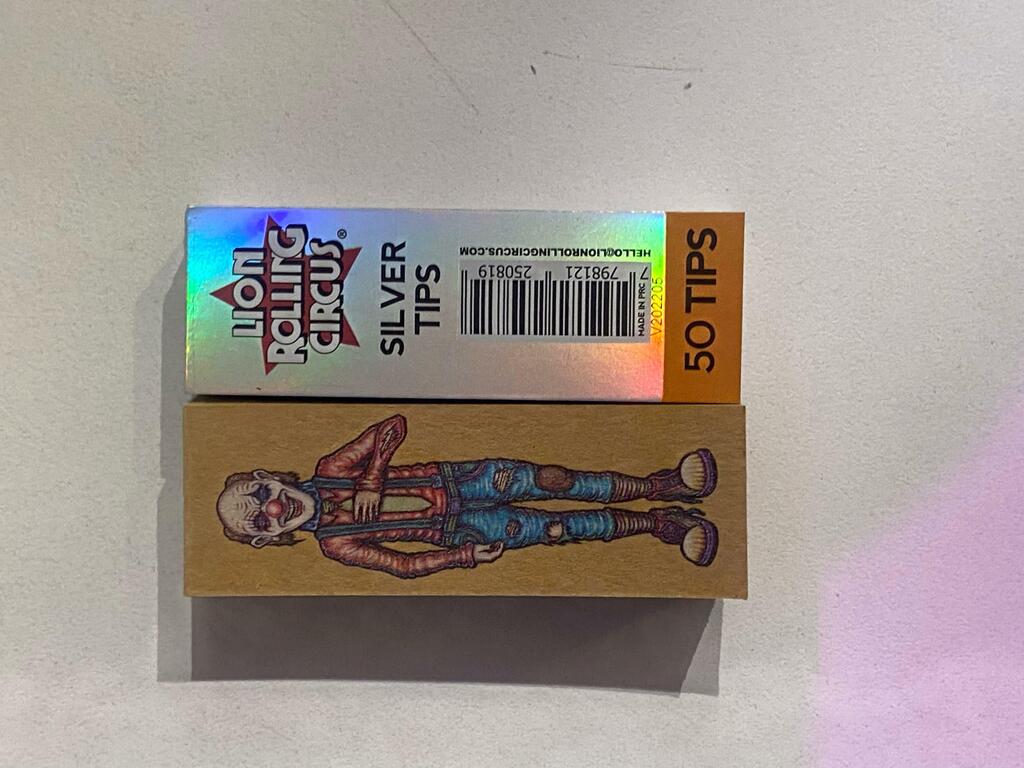 LION
ROLLING
CIRCUS®
SILVER
TIPS
HELLO@LIONROLLINGCIRCUS.COM
7 798121 250819
MADE IN PRC
V202205
50 TIPS